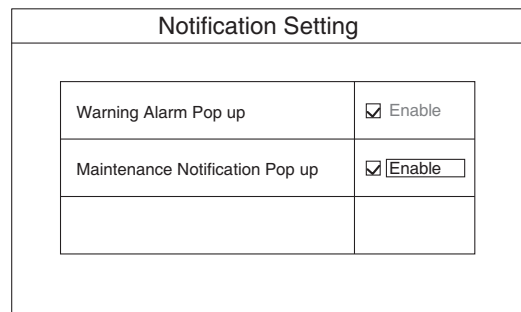 Notification Setting
Warning Alarm Pop up Enable
Maintenance Notification Pop up Enable